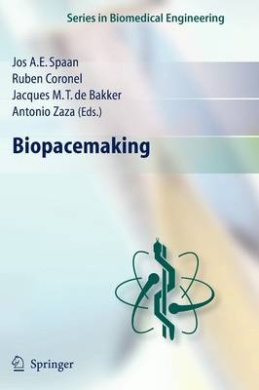 Series in Biomedical Engineering
Jos A.E. Spaan
Ruben Coronel
Jacques M.T. de Bakker
Antonio Zaza (Eds.)
Biopacemaking
Springer